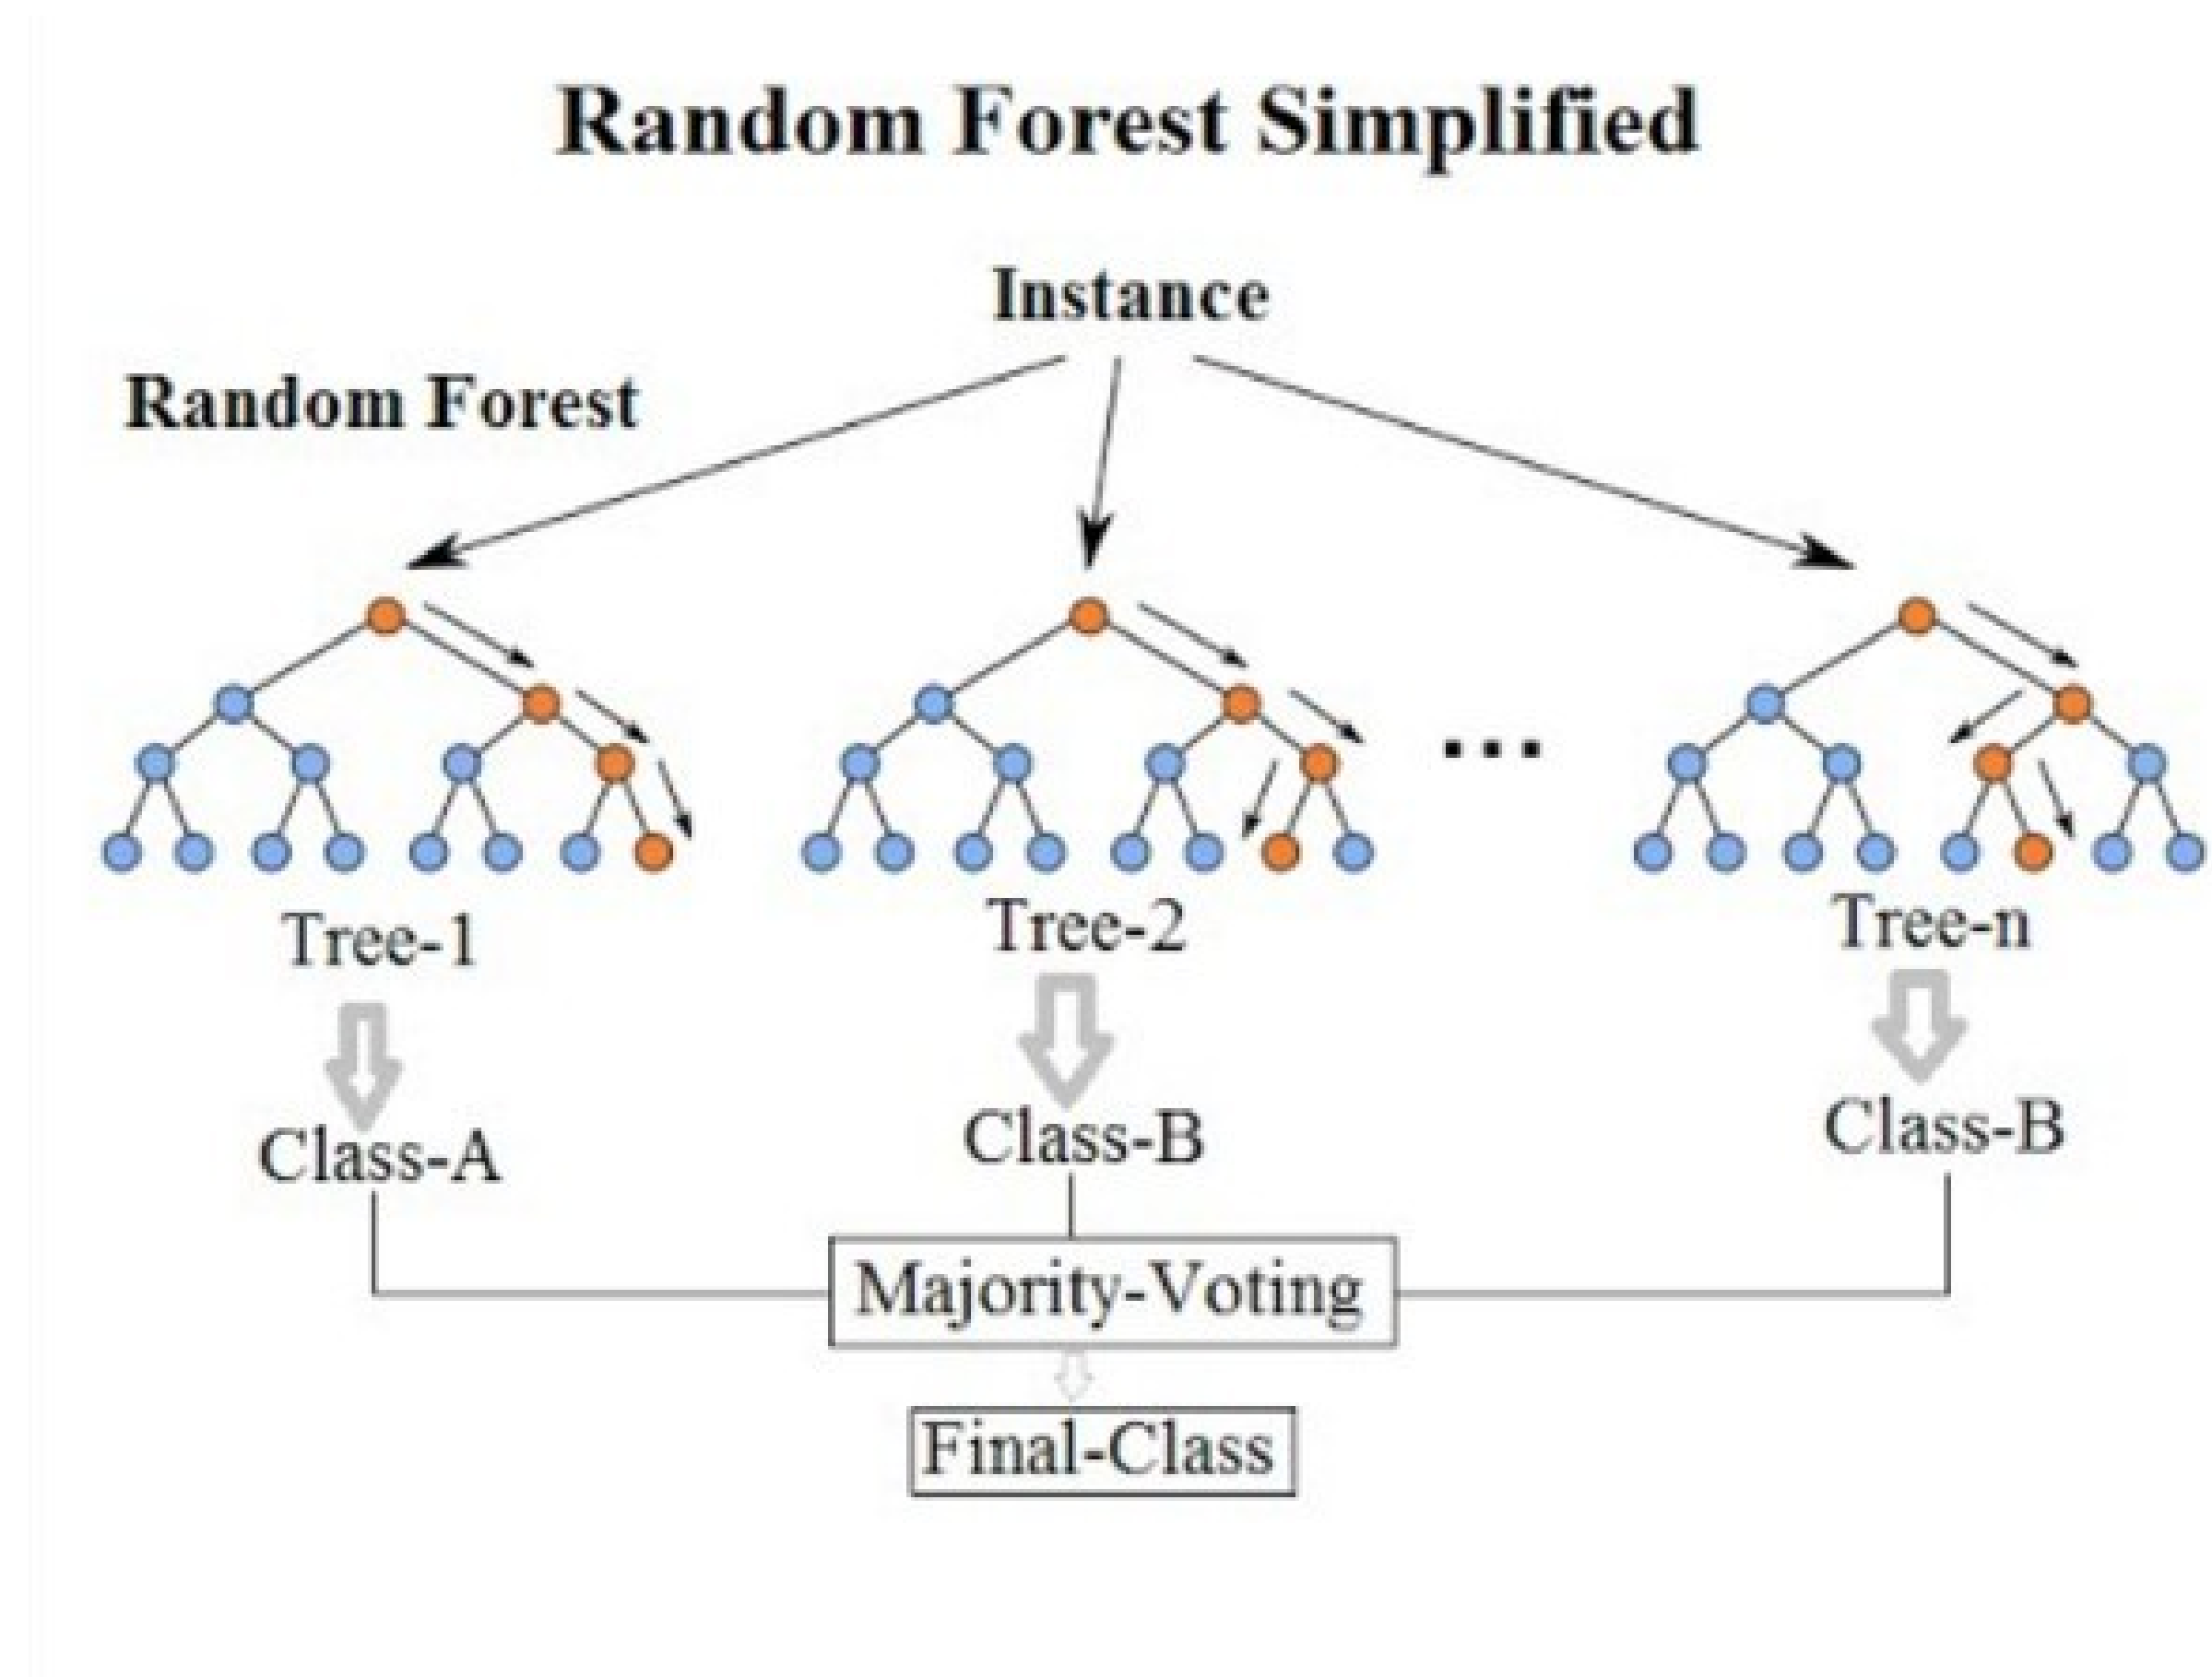 Random Forest Simplified
Instance
Random Forest
Tree-1
Tree-2
...
Tree-n
Class-A
Class-B
Class-B
Majority-Voting
Final-Class